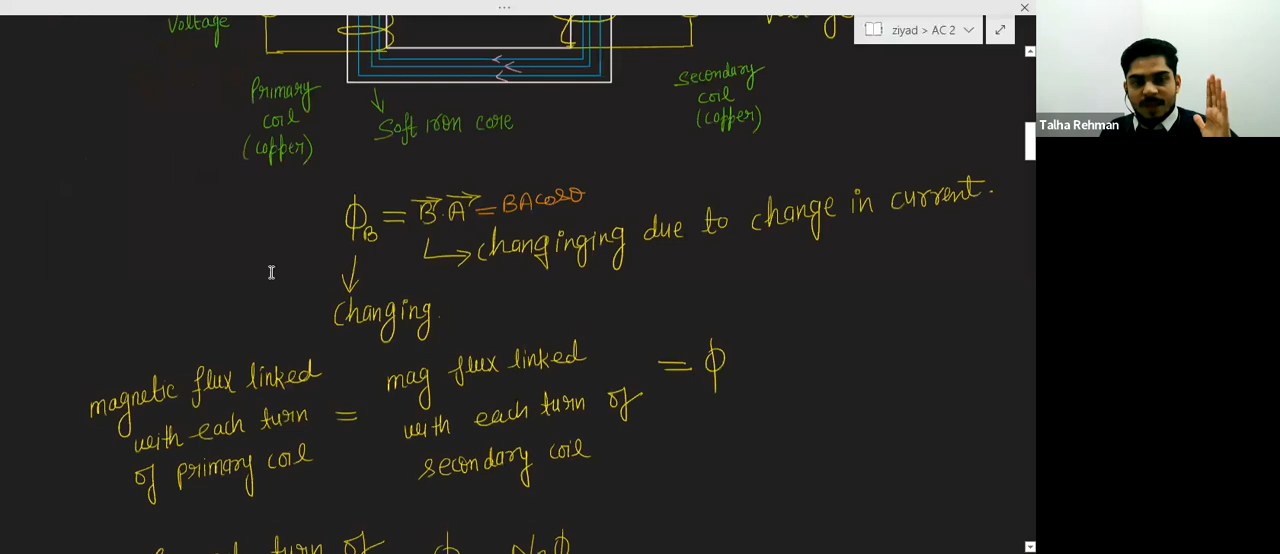 voltage
ziyad > AC 2
Primary
coil
(copper)
Soft iron core
Secondary
coil
(copper)
Talha Rehman
ϕB = B⃗.A⃗ = BAcosθ
changinging due to change in current.
Changing.
magnetic flux linked
with each turn
of primary coil
=
mag flux linked
with each turn of
secondary coil
= ϕ
turn of